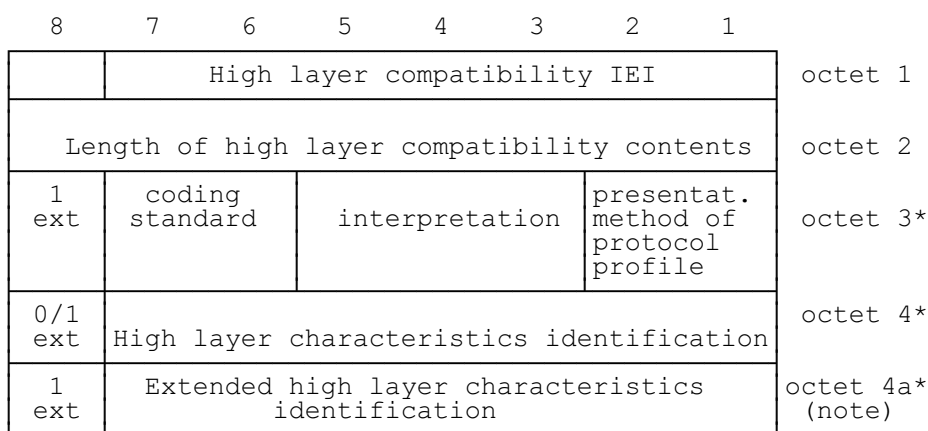 8 7 6 5 4 3 2 1
High layer compatibility IEI octet 1
Length of high layer compatibility contents octet 2
1 coding presentat.
ext standard interpretation method of octet 3*
protocol
profile
0/1 octet 4*
ext High layer characteristics identification
1 Extended high layer characteristics octet 4a*
ext identification (note)